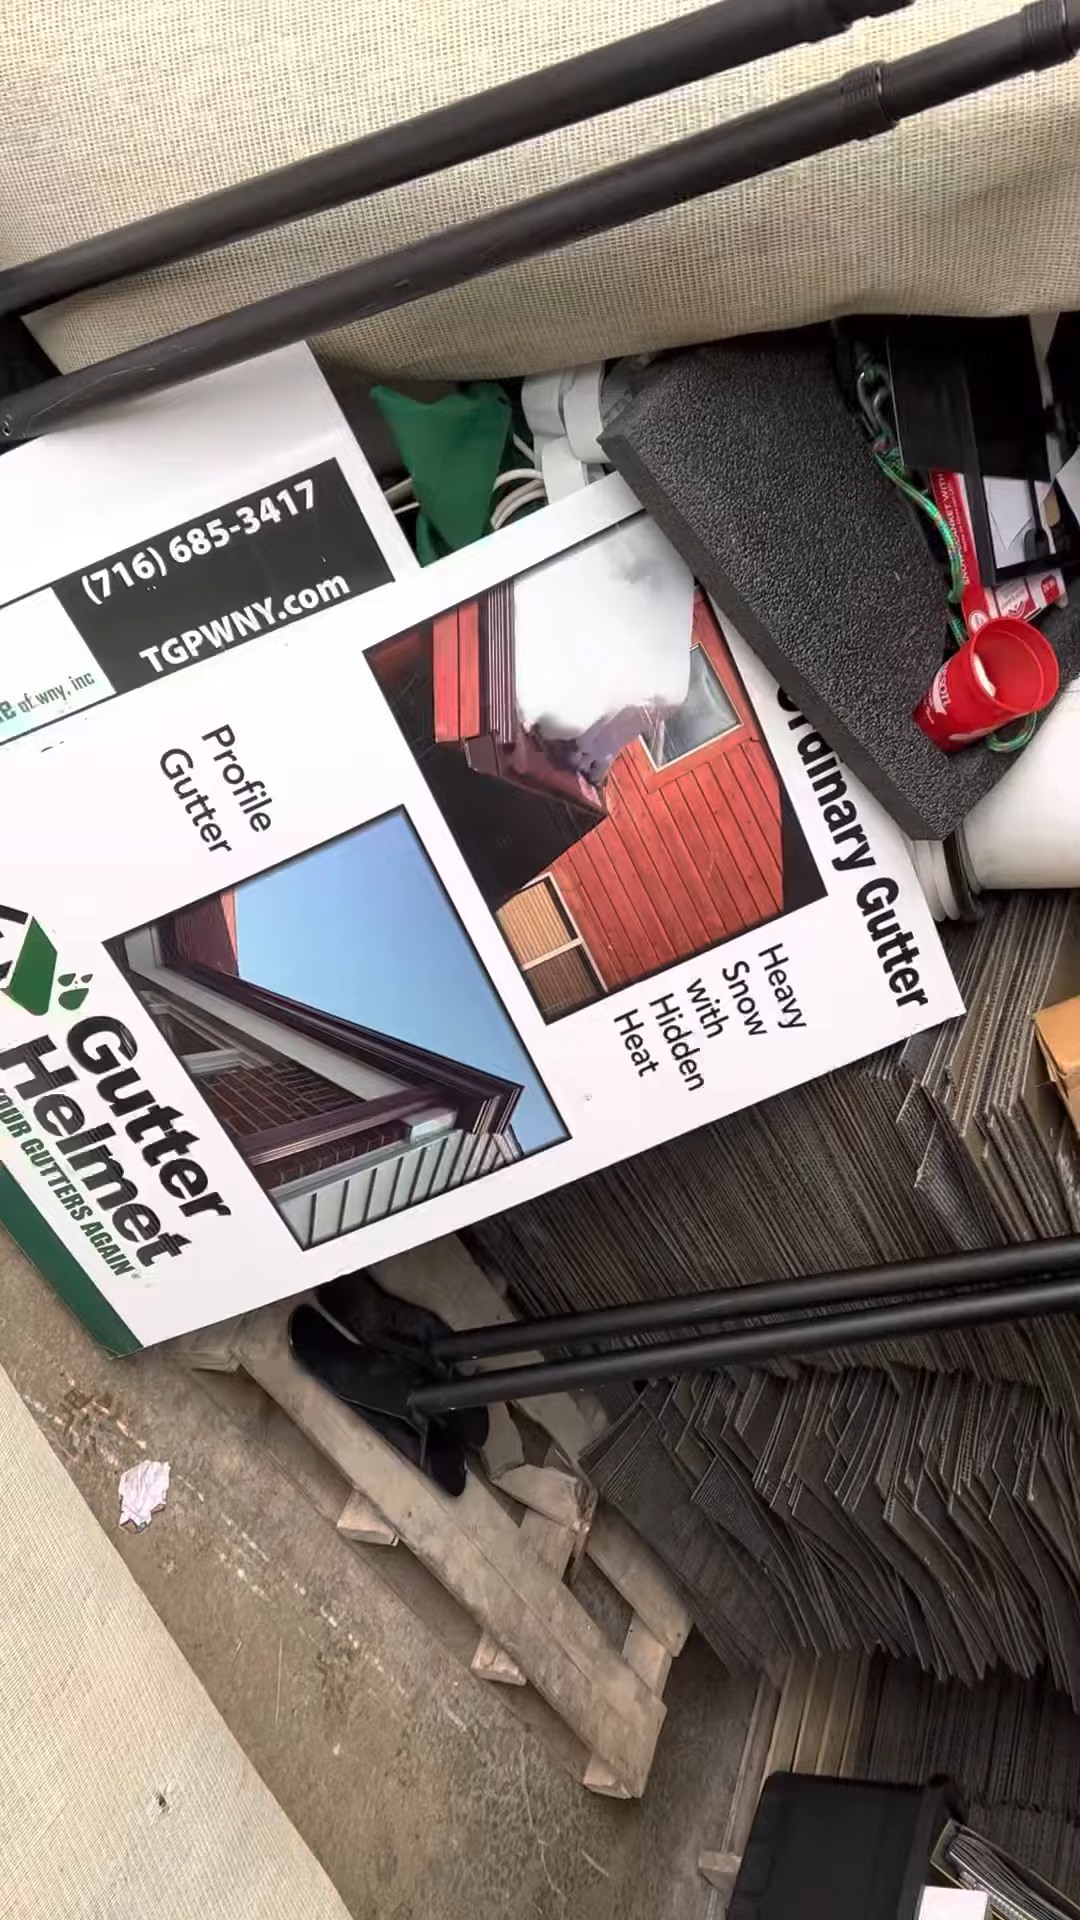 (716) 685-3417
TGPWNY.com
of wny, inc
Profile
Gutter
Ordinary Gutter
Heavy
Snow
with
Hidden
Heat
Gutter
Helmet
YOUR GUTTERS AGAIN